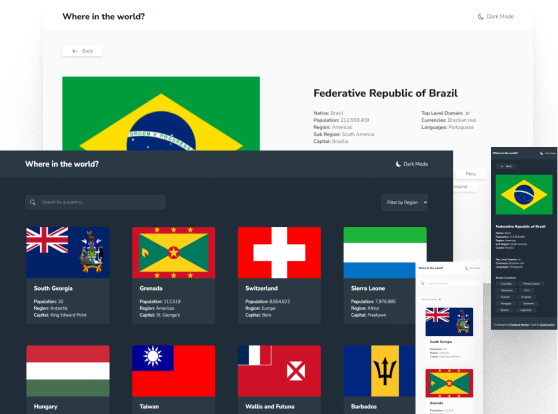 Where in the world?
Dark Mode
Back
Federative Republic of Brazil
Native: Brasil
Population: 212,559,409
Region: Americas
Sub Region: South America
Capital: Brasília
Top Level Domain: .br
Currencies: Brazilian real
Languages: Portuguese
Peru
Where in the world?
Dark Mode
Search for a country...
Filter by Region
South Georgia
Population: 30
Region: Antarctic
Capital: King Edward Point
Grenada
Population: 112,519
Region: Americas
Capital: St. George's
Switzerland
Population: 8,654,622
Region: Europe
Capital: Bern
Sierra Leone
Population: 7,976,985
Region: Africa
Capital: Freetown
Hungary
Taiwan
Wallis and Futuna
Barbados
Where in the world?
South Georgia
Grenada
Where in the world?
Back
Federative Republic of Brazil